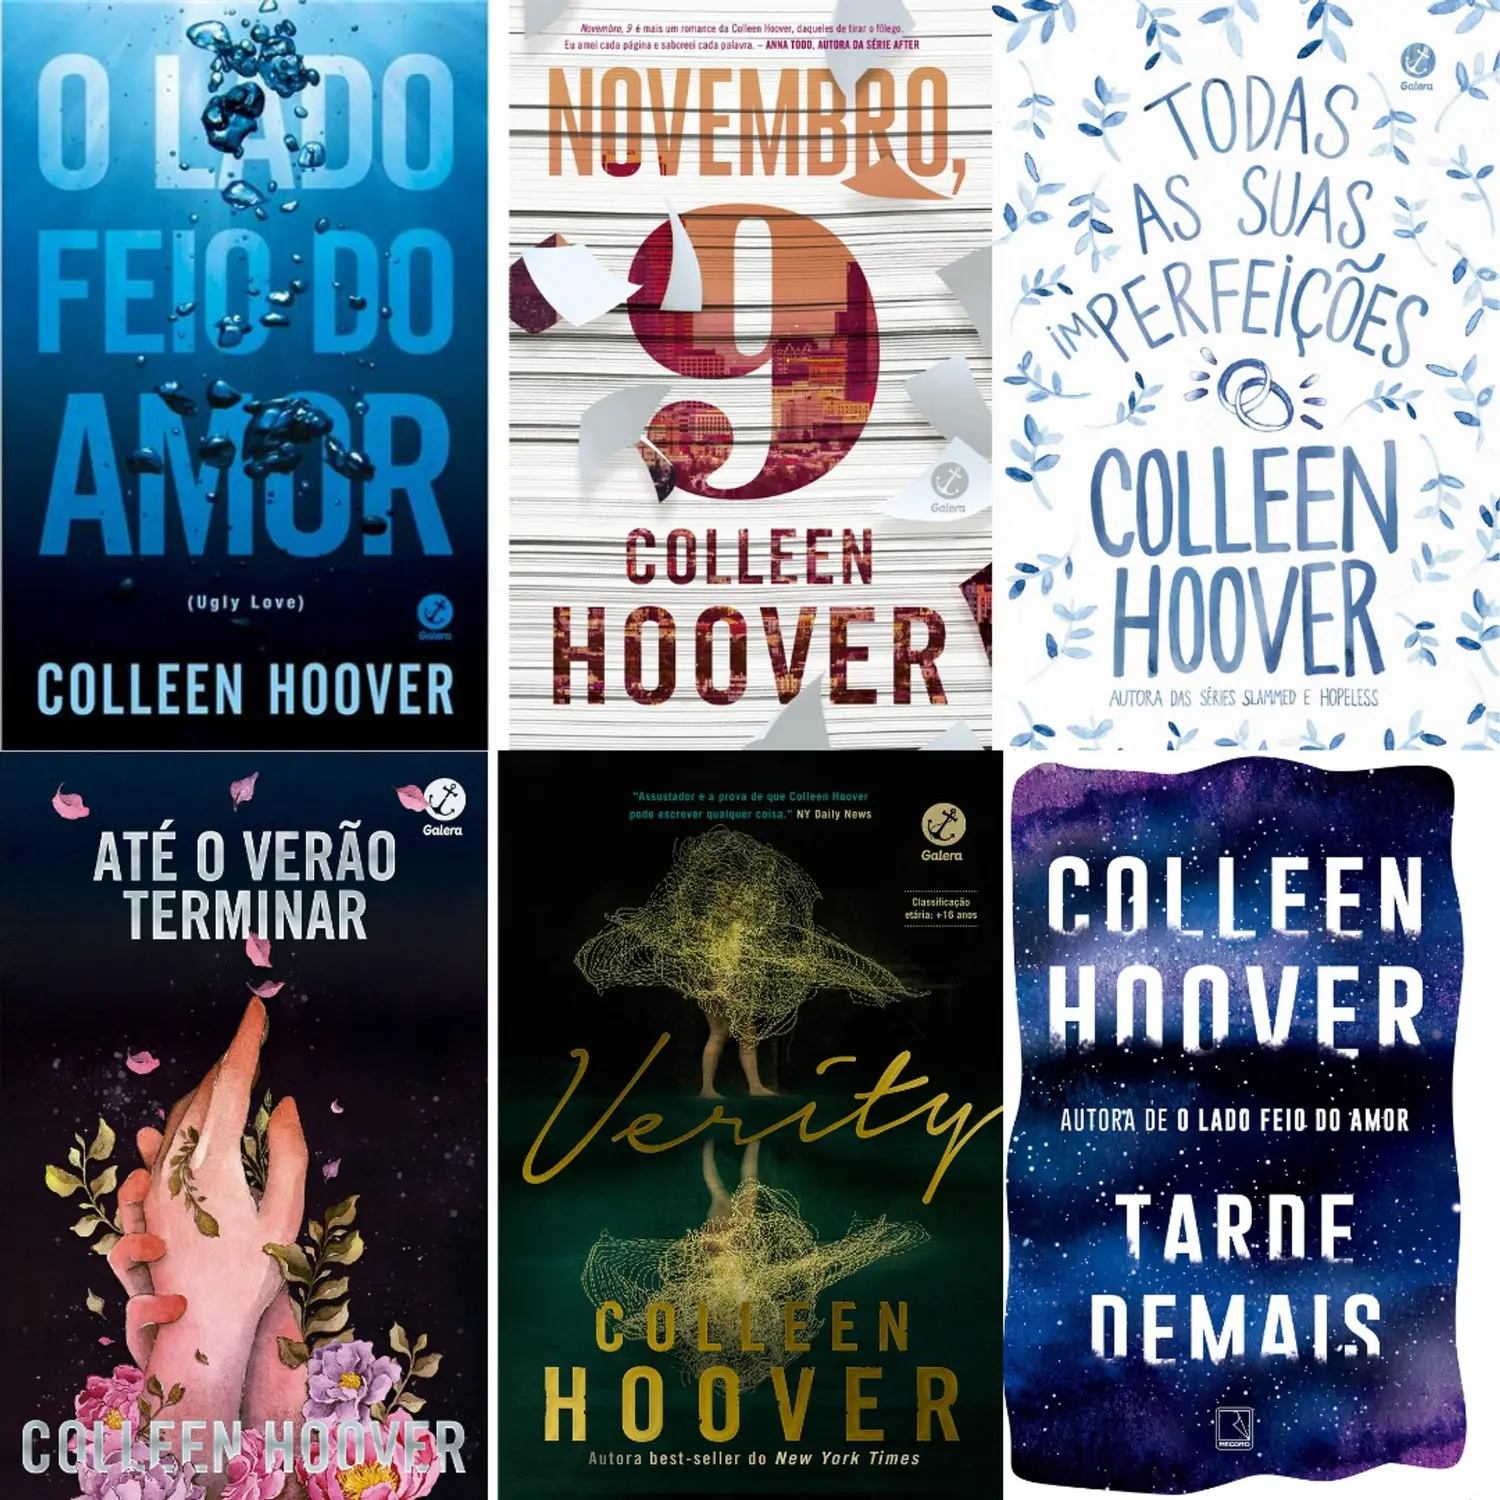 O LADO
FEIO DO
AMOR
(Ugly Love)
Galera
COLLEEN HOOVER
Novembro, 9 é mais um romance da Colleen Hoover, daqueles de tirar o fôlego.
Eu amei cada página e saboreei cada palavra. – ANNA TODD, AUTORA DA SÉRIE AFTER
NOVEMBRO,
9
Galera
COLLEEN
HOOVER
Galera
TODAS
AS SUAS
imPERFEIÇÕES
COLLEEN
HOOVER
AUTORA DAS SÉRIES SLAMMED E HOPELESS
Galera
ATÉ O VERÃO
TERMINAR
COLLEEN HOOVER
"Assustador e a prova de que Colleen Hoover
pode escrever qualquer coisa." NY Daily News
Galera
Classificação
etária: +16 anos
Verity
COLLEEN
HOOVER
Autora best-seller do New York Times
COLLEEN
HOOVER
AUTORA DE O LADO FEIO DO AMOR
TARDE
DEMAIS
RECORD